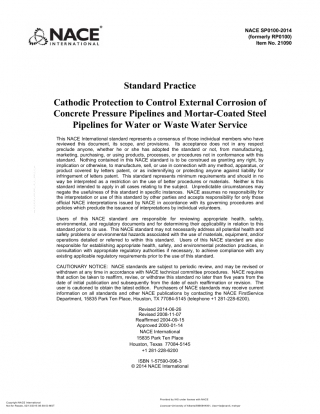 NACE®
INTERNATIONAL
NACE SP0100-2014
(formerly RP0100)
Item No. 21090
Standard Practice
Cathodic Protection to Control External Corrosion of
Concrete Pressure Pipelines and Mortar-Coated Steel
Pipelines for Water or Waste Water Service
This NACE International standard represents a consensus of those individual members who have
reviewed this document, its scope, and provisions. Its acceptance does not in any respect
preclude anyone, whether he or she has adopted the standard or not, from manufacturing,
marketing, purchasing, or using products, processes, or procedures not in conformance with this
standard. Nothing contained in this NACE standard is to be construed as granting any right, by
implication or otherwise, to manufacture, sell, or use in connection with any method, apparatus, or
product covered by letters patent, or as indemnifying or protecting anyone against liability for
infringement of letters patent. This standard represents minimum requirements and should in no
way be interpreted as a restriction on the use of better procedures or materials. Neither is this
standard intended to apply in all cases relating to the subject. Unpredictable circumstances may
negate the usefulness of this standard in specific instances. NACE assumes no responsibility for
the interpretation or use of this standard by other parties and accepts responsibility for only those
official NACE interpretations issued by NACE in accordance with its governing procedures and
policies which preclude the issuance of interpretations by individual volunteers.
Users of this NACE standard are responsible for reviewing appropriate health, safety,
environmental, and regulatory documents and for determining their applicability in relation to this
standard prior to its use. This NACE standard may not necessarily address all potential health and
safety problems or environmental hazards associated with the use of materials, equipment, and/or
operations detailed or referred to within this standard. Users of this NACE standard are also
responsible for establishing appropriate health, safety, and environmental protection practices, in
consultation with appropriate regulatory authorities if necessary, to achieve compliance with any
existing applicable regulatory requirements prior to the use of this standard.
CAUTIONARY NOTICE: NACE standards are subject to periodic review, and may be revised or
withdrawn at any time in accordance with NACE technical committee procedures. NACE requires
that action be taken to reaffirm, revise, or withdraw this standard no later than five years from the
date of initial publication and subsequently from the date of each reaffirmation or revision. The
user is cautioned to obtain the latest edition. Purchasers of NACE standards may receive current
information on all standards and other NACE publications by contacting the NACE FirstService
Department, 15835 Park Ten Place, Houston, TX 77084-5145 (telephone +1 281-228-6200).
Revised 2014-06-26
Revised 2008-11-07
Reaffirmed 2004-09-15
Approved 2000-01-14
NACE International
15835 Park Ten Place
Houston, Texas 77084-5145
+1 281-228-6200
ISBN 1-57590-096-3
© 2014 NACE International
Copyright NACE International